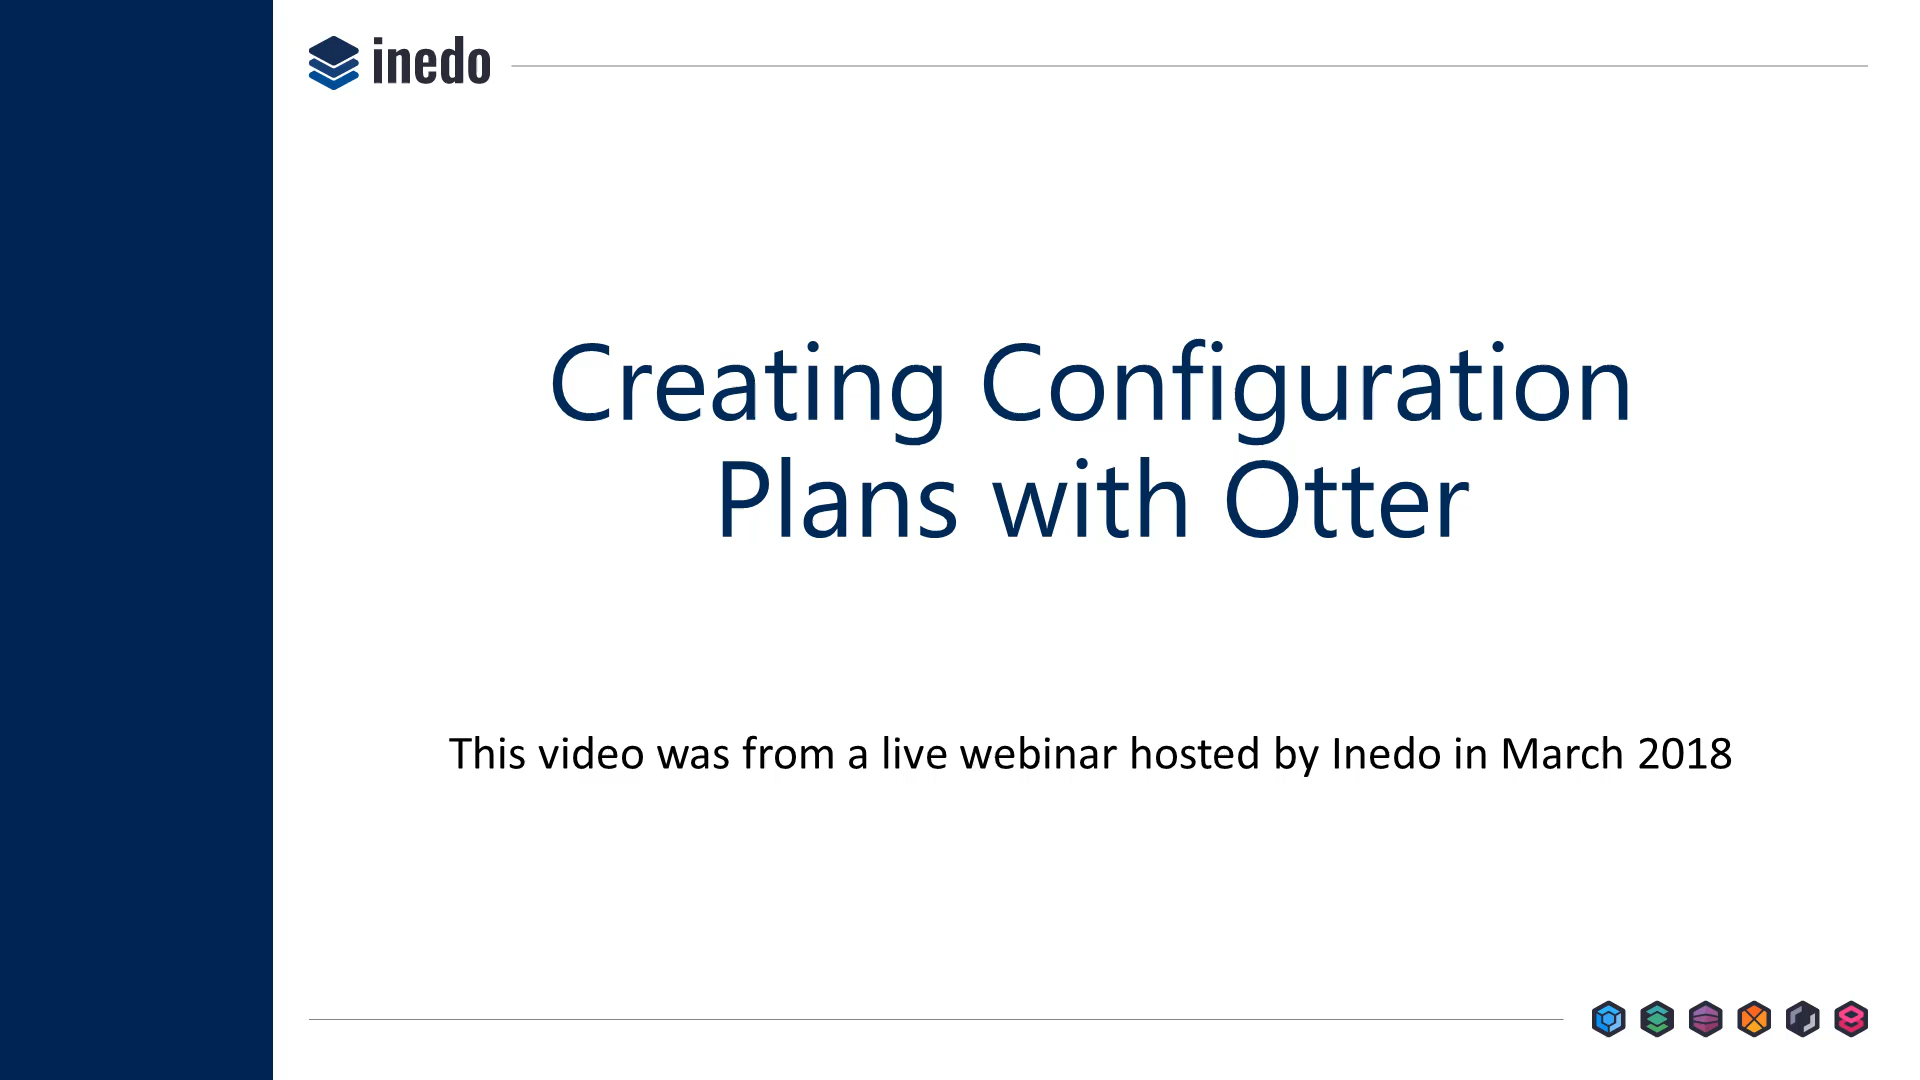 inedo
Creating Configuration
Plans with Otter
This video was from a live webinar hosted by Inedo in March 2018